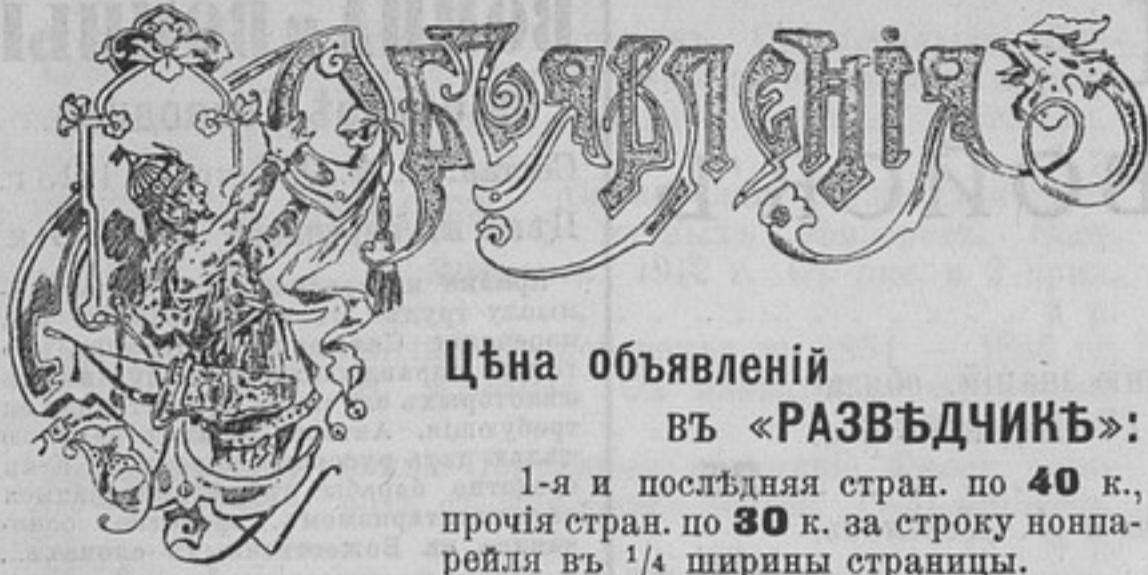 ОБЪЯВЛЕНІЯ
Цѣна объявленій
въ «РАЗВѢДЧИКѢ»:
1-я и послѣдняя стран. по 40 к.,
прочія стран. по 30 к. за строку нонпа-
рейля въ 1/4 ширины страницы.